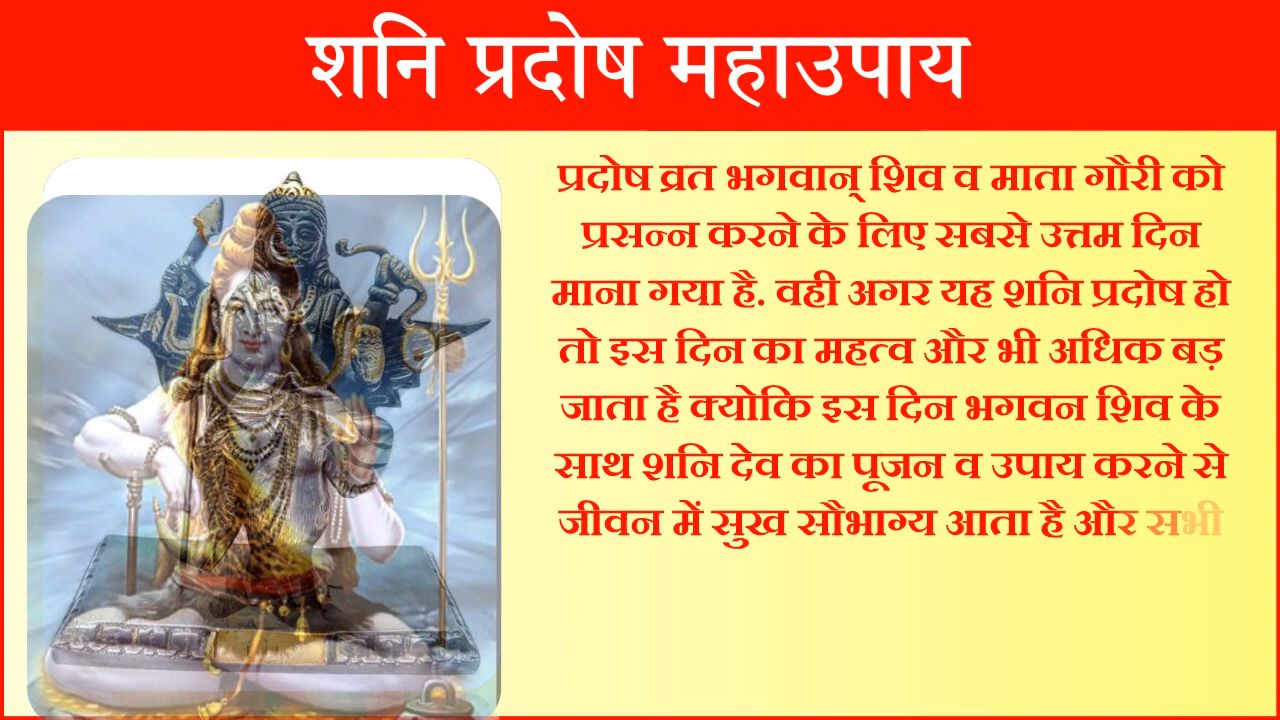 शनि प्रदोष महाउपाय
प्रदोष व्रत भगवान् शिव व माता गौरी को
प्रसन्न करने के लिए सबसे उत्तम दिन
माना गया है. वही अगर यह शनि प्रदोष हो
तो इस दिन का महत्व और भी अधिक बड़
जाता है क्योकि इस दिन भगवन शिव के
साथ शनि देव का पूजन व उपाय करने से
जीवन में सुख सौभाग्य आता है और सभी